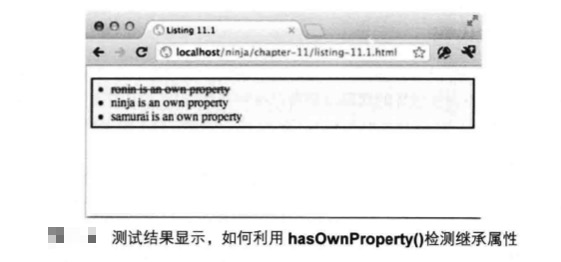 Listing 11.1
localhost/ninja/chapter-11/listing-11.1.html
ronin is an own property
ninja is an own property
samurai is an own property
测试结果显示，如何利用 hasOwnProperty()检测继承属性